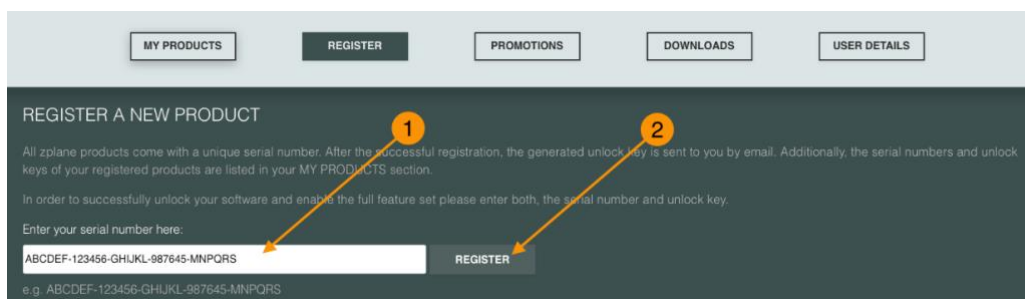 MY PRODUCTS REGISTER PROMOTIONS DOWNLOADS USER DETAILS
REGISTER A NEW PRODUCT
1 2
All zplane products come with a unique serial number. After the successful registration, the generated unlock key is sent to you by email. Additionally, the serial numbers and unlock
keys of your registered products are listed in your MY PRODUCTS section.
In order to successfully unlock your software and enable the full feature set please enter both, the serial number and unlock key.
Enter your serial number here:
ABCDEF-123456-GHIJKL-987645-MNPQRS REGISTER
e.g. ABCDEF-123456-GHIJKL-987645-MNPQRS